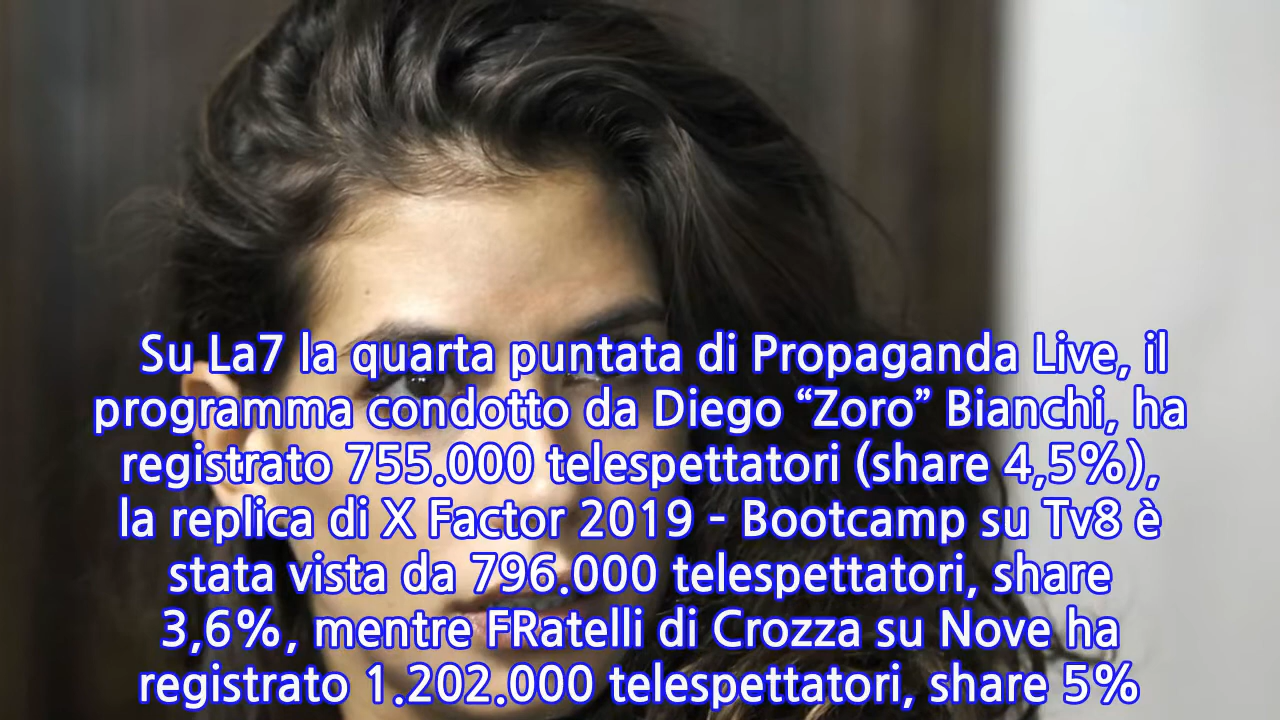 Su La7 la quarta puntata di Propaganda Live, il
programma condotto da Diego “Zoro” Bianchi, ha
registrato 755.000 telespettatori (share 4,5%),
la replica di X Factor 2019 - Bootcamp su Tv8 è
stata vista da 796.000 telespettatori, share
3,6%, mentre FRatelli di Crozza su Nove ha
registrato 1.202.000 telespettatori, share 5%